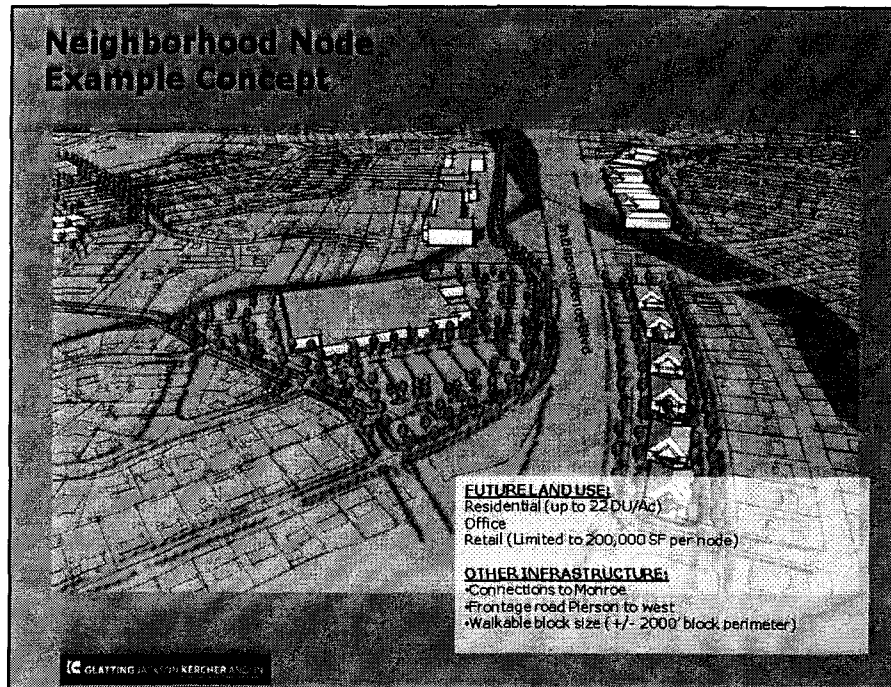 Neighborhood Node
Example Concept
FUTURE LAND USE:
Residential (up to 22 DU/Ac)
Office
Retail (Limited to 200,000 SF per node)
OTHER INFRASTRUCTURE:
•Connections to Monroe
•Frontage road Pierson to west
•Walkable block size (+/- 2000' block perimeter)
GLATTING JACKSON KERCHER ANGLIN